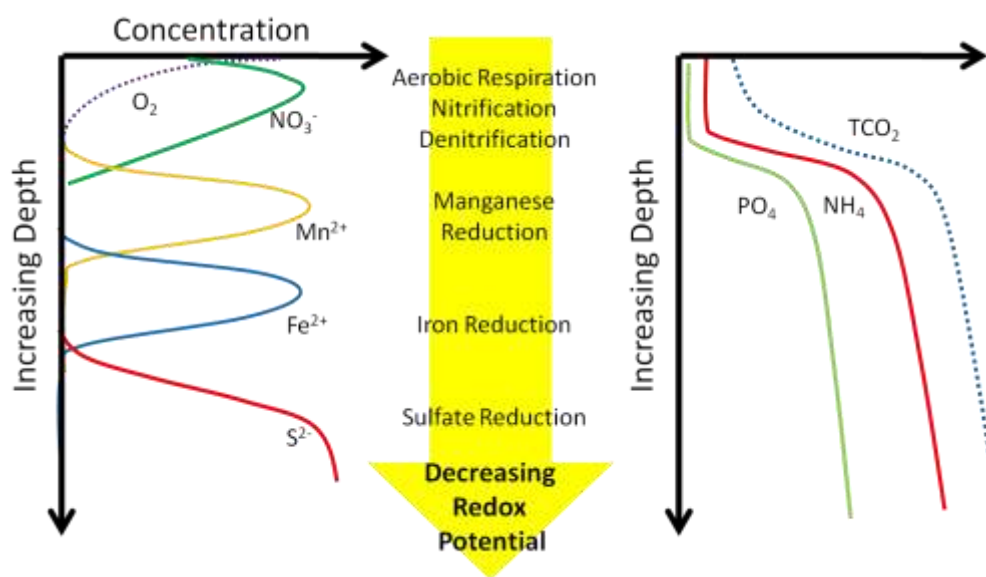 Concentration
Increasing Depth
O₂
NO₃⁻
Mn²⁺
Fe²⁺
S²⁻
Aerobic Respiration
Nitrification
Denitrification
Manganese
Reduction
Iron Reduction
Sulfate Reduction
Decreasing
Redox
Potential
Increasing Depth
TCO₂
PO₄
NH₄